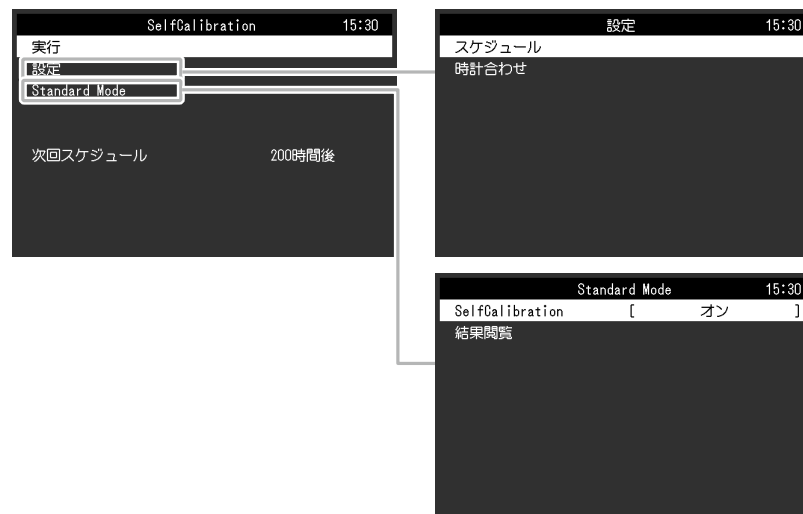 SelfCalibration 15:30
実行
設定
Standard Mode
次回スケジュール 200時間後
設定 15:30
スケジュール
時計合わせ
Standard Mode 15:30
SelfCalibration [ オン ]
結果閲覧